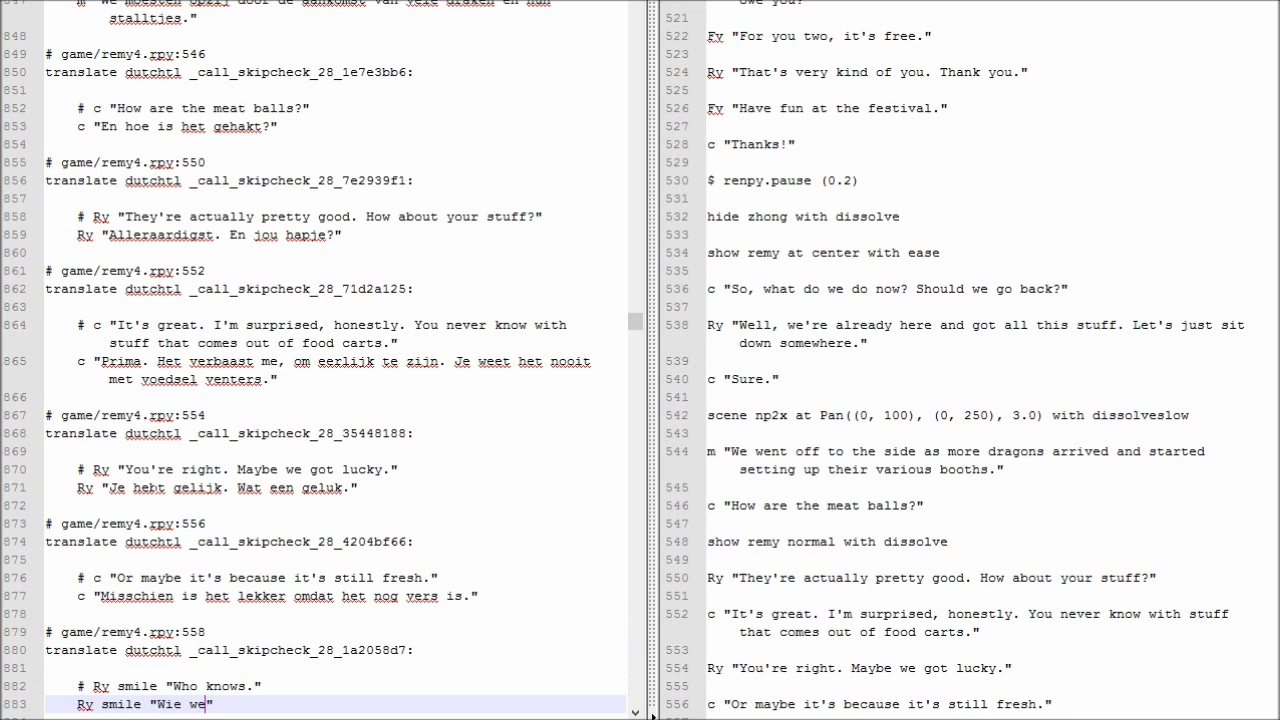 847 m "We moesten opzij door de aankomst van vele draken en hun
stalltjes."
848
849 # game/remy4.rpy:546
850 translate dutchtl _call_skipcheck_28_1e7e3bb6:
851
852 # c "How are the meat balls?"
853 c "En hoe is het gehakt?"
854
855 # game/remy4.rpy:550
856 translate dutchtl _call_skipcheck_28_7e2939f1:
857
858 # Ry "They're actually pretty good. How about your stuff?"
859 Ry "Alleraardigst. En jou hapje?"
860
861 # game/remy4.rpy:552
862 translate dutchtl _call_skipcheck_28_71d2a125:
863
864 # c "It's great. I'm surprised, honestly. You never know with
stuff that comes out of food carts."
865 c "Prima. Het verbaast me, om eerlijk te zijn. Je weet het nooit
met voedsel venters."
866
867 # game/remy4.rpy:554
868 translate dutchtl _call_skipcheck_28_35448188:
869
870 # Ry "You're right. Maybe we got lucky."
871 Ry "Je hebt gelijk. Wat een geluk."
872
873 # game/remy4.rpy:556
874 translate dutchtl _call_skipcheck_28_4204bf66:
875
876 # c "Or maybe it's because it's still fresh."
877 c "Misschien is het lekker omdat het nog vers is."
878
879 # game/remy4.rpy:558
880 translate dutchtl _call_skipcheck_28_1a2058d7:
881
882 # Ry smile "Who knows."
883 Ry smile "Wie we"
owe you?"
521
522 Fy "For you two, it's free."
523
524 Ry "That's very kind of you. Thank you."
525
526 Fy "Have fun at the festival."
527
528 c "Thanks!"
529
530 $ renpy.pause (0.2)
531
532 hide zhong with dissolve
533
534 show remy at center with ease
535
536 c "So, what do we do now? Should we go back?"
537
538 Ry "Well, we're already here and got all this stuff. Let's just sit
down somewhere."
539
540 c "Sure."
541
542 scene np2x at Pan((0, 100), (0, 250), 3.0) with dissolveslow
543
544 m "We went off to the side as more dragons arrived and started
setting up their various booths."
545
546 c "How are the meat balls?"
547
548 show remy normal with dissolve
549
550 Ry "They're actually pretty good. How about your stuff?"
551
552 c "It's great. I'm surprised, honestly. You never know with stuff
that comes out of food carts."
553
554 Ry "You're right. Maybe we got lucky."
555
556 c "Or maybe it's because it's still fresh."